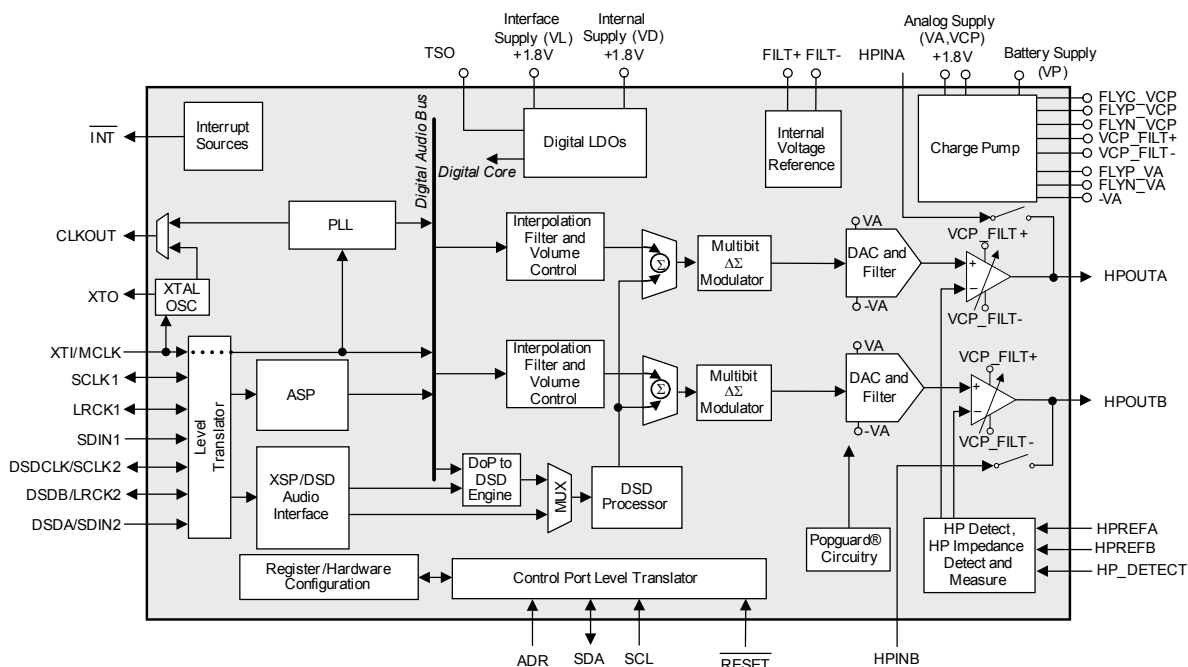 Interface
Supply (VL)
+1.8V
Internal
Supply (VD)
+1.8V
Analog Supply
(VA,VCP)
+1.8V
Battery Supply
(VP)
TSO
FILT+ FILT-
HPINA
INT
Interrupt
Sources
Digital Audio Bus
Digital LDOs
Digital Core
Internal
Voltage
Reference
Charge Pump
FLYC_VCP
FLYP_VCP
FLYN_VCP
VCP_FILT+
VCP_FILT-
FLYP_VA
FLYN_VA
-VA
CLKOUT
PLL
Interpolation
Filter and
Volume
Control
Σ
Multibit
ΔΣ
Modulator
VA
DAC and
Filter
-VA
VCP_FILT+
+
−
VCP_FILT-
HPOUTA
XTO
XTAL
OSC
XTI/MCLK
SCLK1
LRCK1
SDIN1
DSDCLK/SCLK2
DSDB/LRCK2
DSDA/SDIN2
Level
Translator
ASP
Interpolation
Filter and
Volume
Control
Σ
Multibit
ΔΣ
Modulator
VA
DAC and
Filter
-VA
VCP_FILT+
+
−
VCP_FILT-
HPOUTB
XSP/DSD
Audio
Interface
DoP to
DSD
Engine
MUX
DSD
Processor
Popguard®
Circuitry
HP Detect,
HP Impedance
Detect and
Measure
HPREFA
HPREFB
HP_DETECT
Register/Hardware
Configuration
Control Port Level Translator
ADR
SDA
SCL
RESET
HPINB